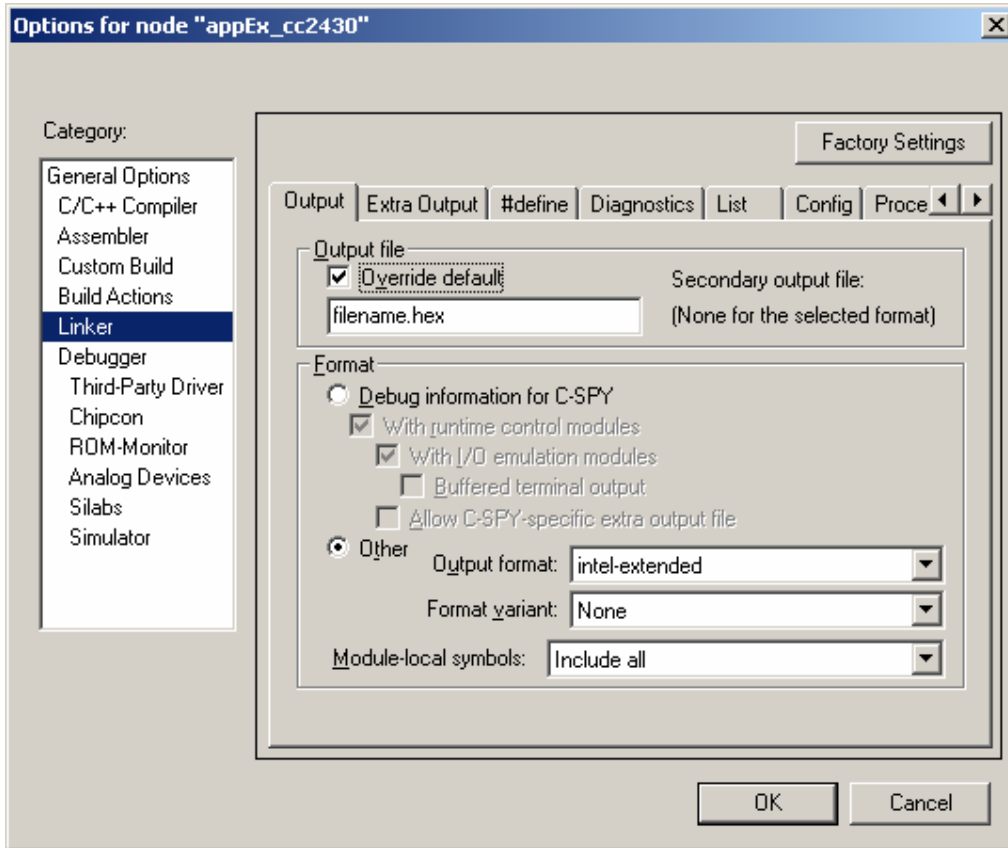 Options for node "appEx_cc2430"
Category:
General Options
C/C++ Compiler
Assembler
Custom Build
Build Actions
Linker
Debugger
Third-Party Driver
Chipcon
ROM-Monitor
Analog Devices
Silabs
Simulator
Factory Settings
Output
Extra Output
#define
Diagnostics
List
Config
Proce
Output file
Override default
Secondary output file:
filename.hex
(None for the selected format)
Format
Debug information for C-SPY
With runtime control modules
With I/O emulation modules
Buffered terminal output
Allow C-SPY-specific extra output file
Other
Output format:
intel-extended
Format variant:
None
Module-local symbols:
Include all
OK
Cancel